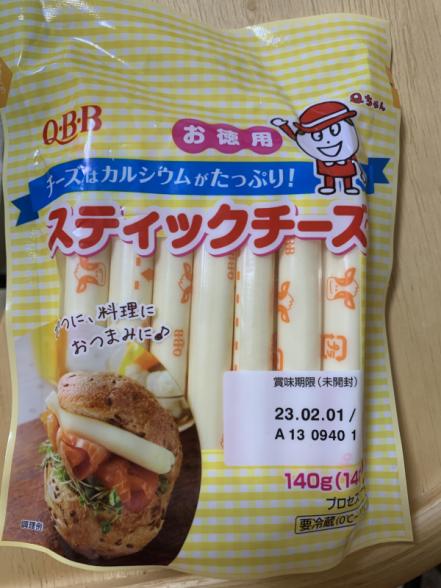 Qちゃん
Q・B・B
お徳用
チーズはカルシウムがたっぷり!
スティックチーズ
料理に
おつまみに♪
QBB
賞味期限(未開封)
23.02.01/
A 13 0940 1
140g(14
プロセス
要冷蔵(0℃~
調理例